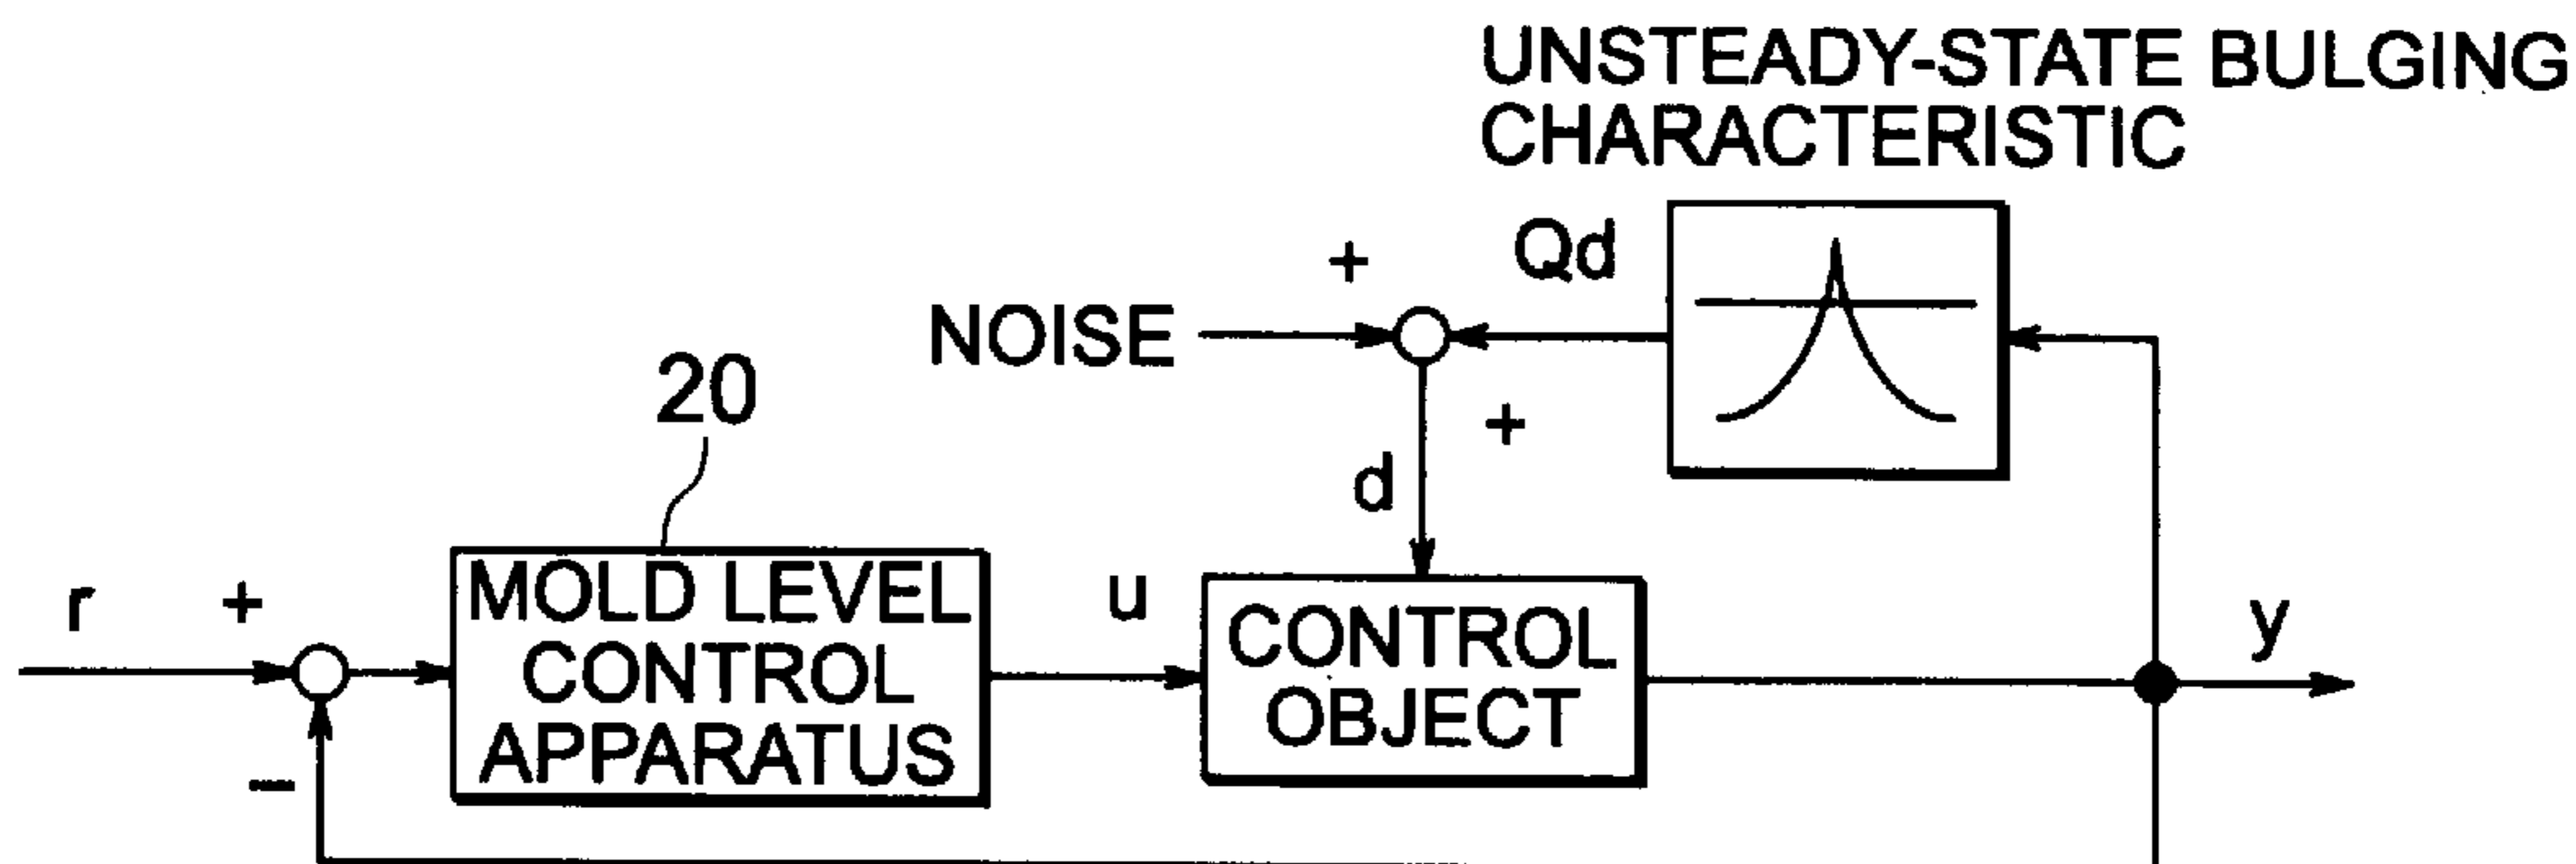 UNSTEADY-STATE BULGING
CHARACTERISTIC
+
Qd
NOISE
+
d
20
r
+
−
MOLD LEVEL
CONTROL
APPARATUS
u
CONTROL
OBJECT
y